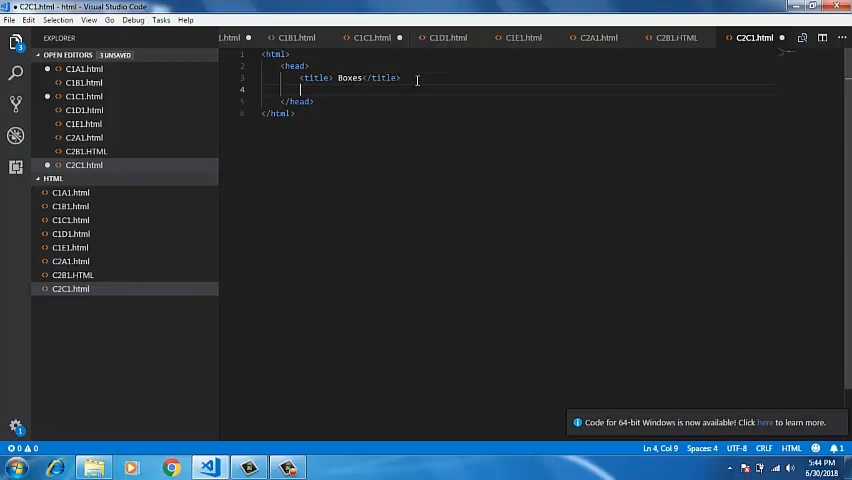 C2C1.html - html - Visual Studio Code
File Edit Selection View Go Debug Tasks Help
EXPLORER
OPEN EDITORS 3 UNSAVED
C1A1.html
C1B1.html
C1C1.html
C1D1.html
C1E1.html
C2A1.html
C2B1.HTML
C2C1.html
HTML
C1A1.html
C1B1.html
C1C1.html
C1D1.html
C1E1.html
C2A1.html
C2B1.HTML
C2C1.html
1.html C1B1.html C1C1.html C1D1.html C1E1.html C2A1.html C2B1.HTML C2C1.html
1 <html>
2 <head>
3 <title> Boxes</title>
4
5 </head>
6 </html>
Code for 64-bit Windows is now available! Click here to learn more.
3
1
0 0
Ln 4, Col 9 Spaces: 4 UTF-8 CRLF HTML 1
5:44 PM
6/30/2018